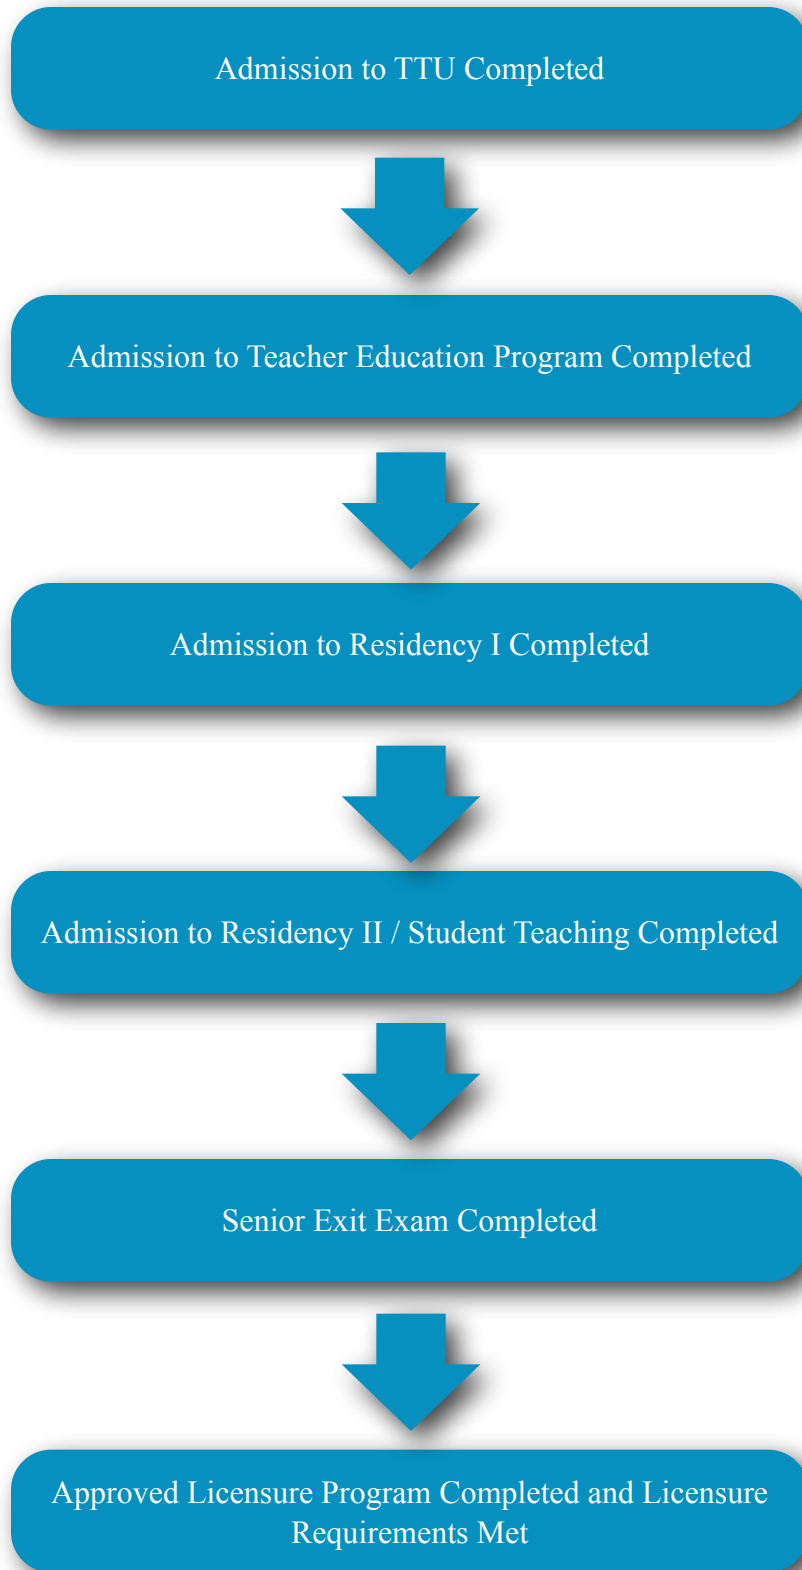 Admission to TTU Completed
Admission to Teacher Education Program Completed
Admission to Residency I Completed
Admission to Residency II / Student Teaching Completed
Senior Exit Exam Completed
Approved Licensure Program Completed and Licensure
Requirements Met